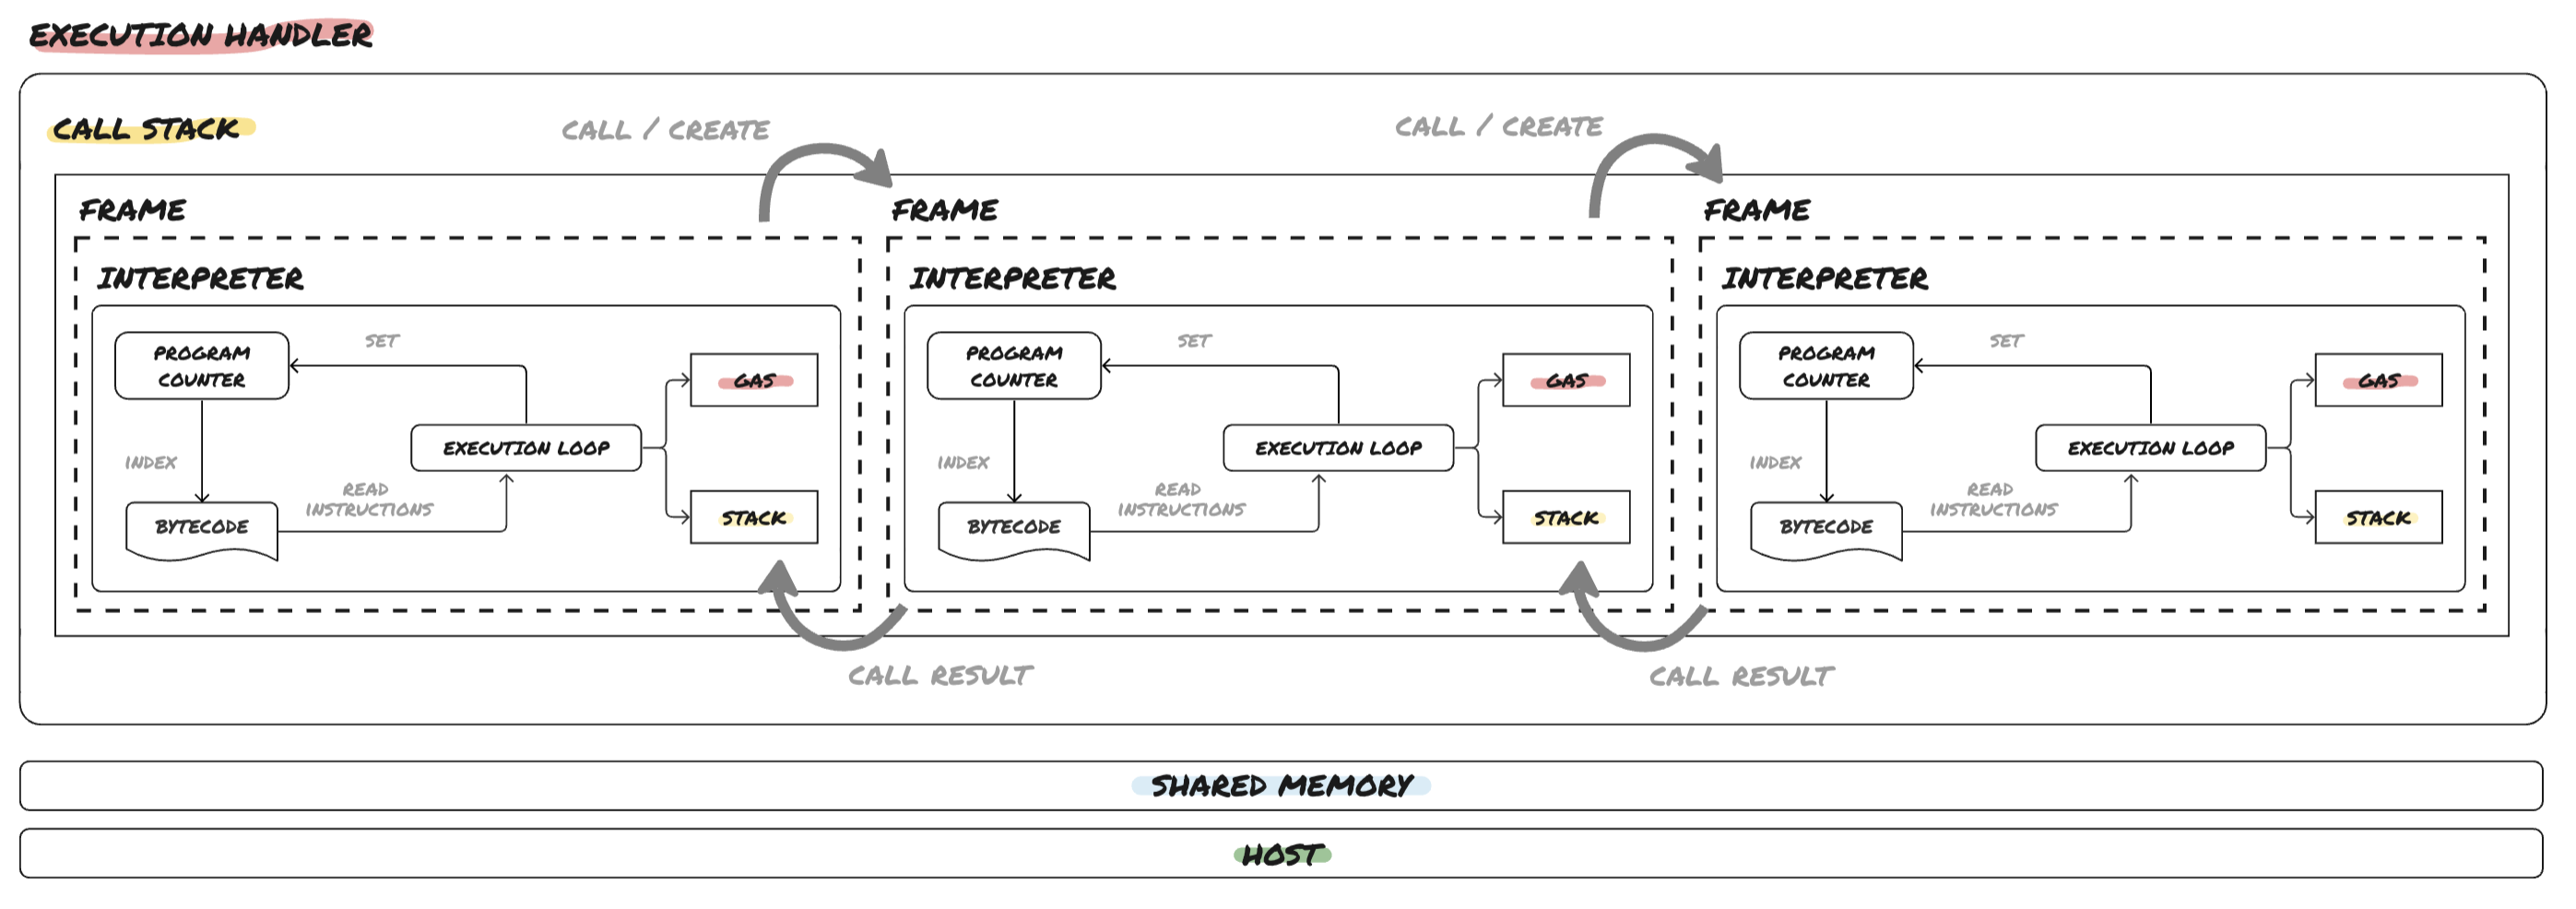 EXECUTION HANDLER
CALL STACK
CALL / CREATE
CALL / CREATE
FRAME
FRAME
FRAME
INTERPRETER
INTERPRETER
INTERPRETER
PROGRAM
COUNTER
SET
GAS
EXECUTION LOOP
INDEX
READ
INSTRUCTIONS
BYTECODE
STACK
PROGRAM
COUNTER
SET
GAS
EXECUTION LOOP
INDEX
READ
INSTRUCTIONS
BYTECODE
STACK
PROGRAM
COUNTER
SET
GAS
EXECUTION LOOP
INDEX
READ
INSTRUCTIONS
BYTECODE
STACK
CALL RESULT
CALL RESULT
SHARED MEMORY
HOST